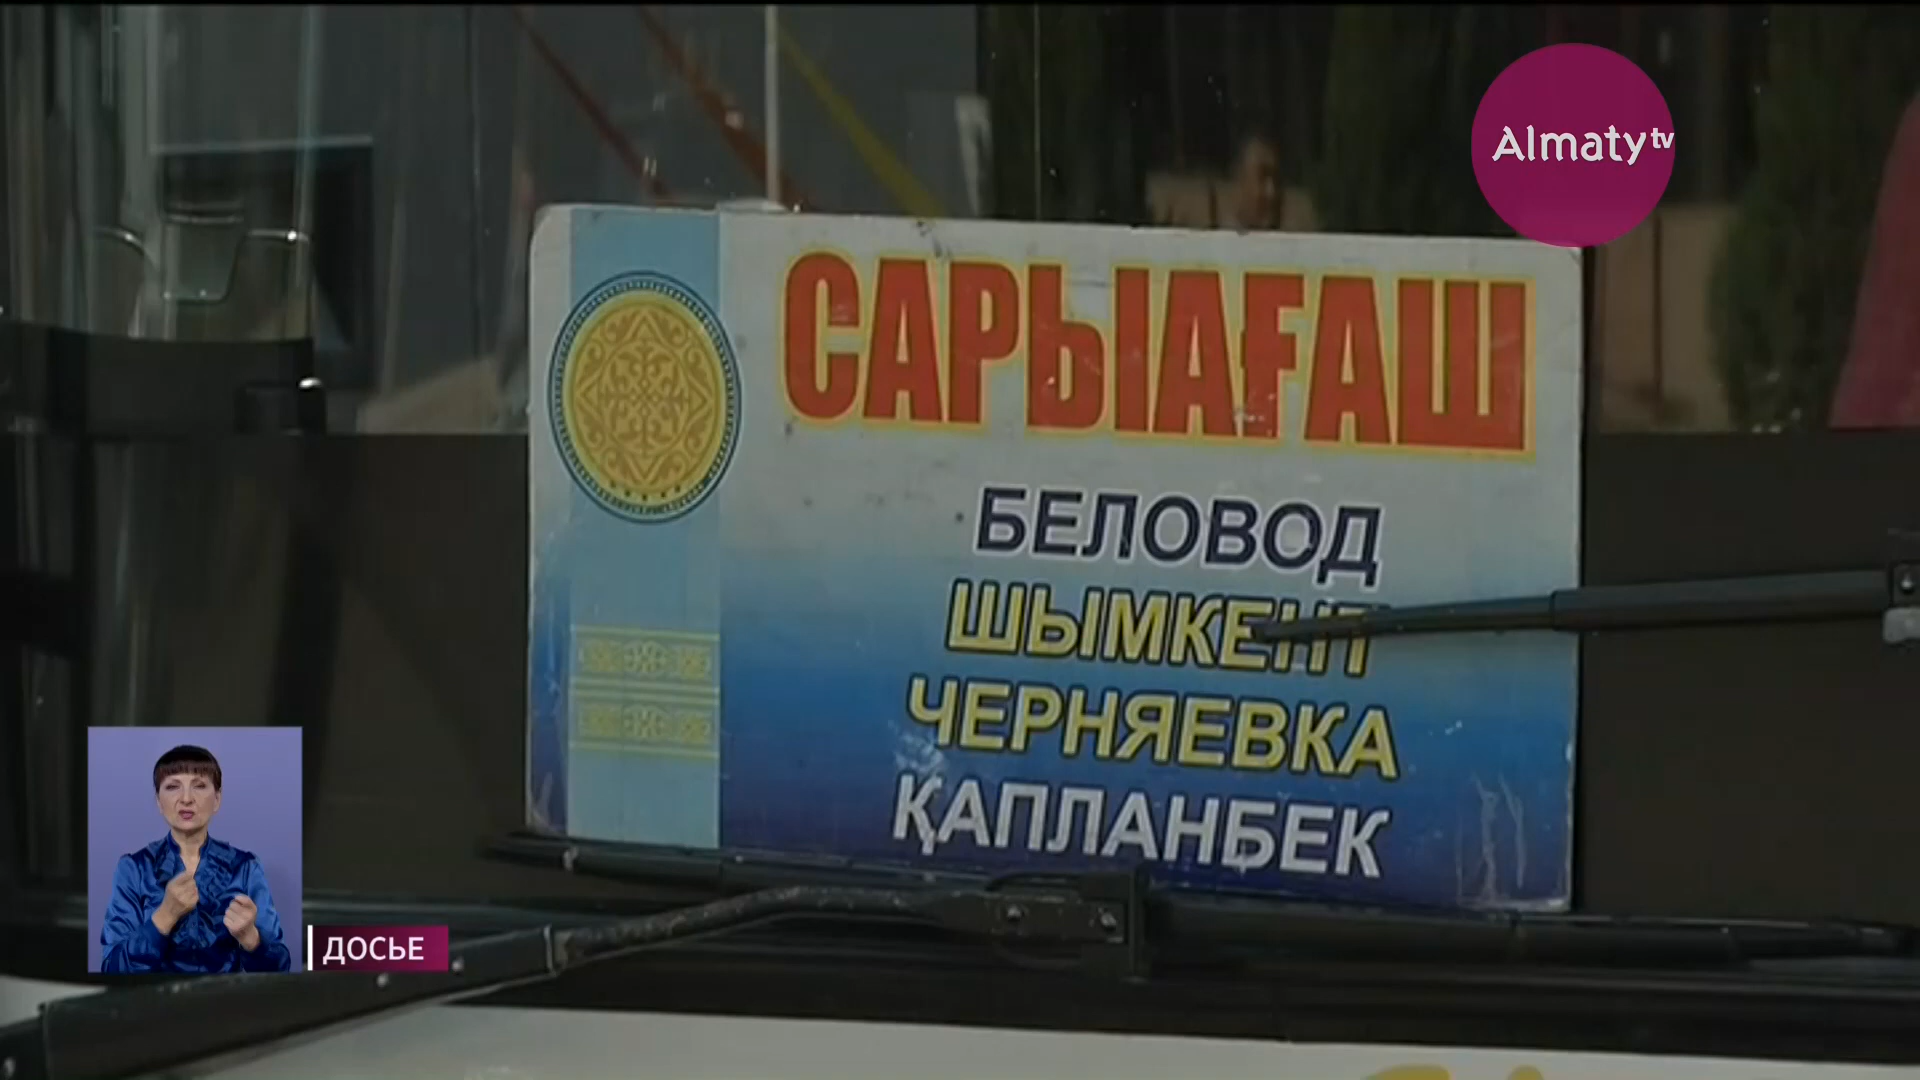 Almaty tv
САРЫАҒАШ
БЕЛОВОД
ШЫМКЕНТ
ЧЕРНЯЕВКА
ҚАПЛАНБЕК
ДОСЬЕ